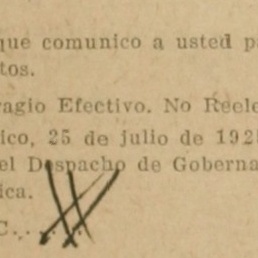 que comunico a usted pa
tos.
ragio Efectivo. No Reele
ico, 25 de julio de 192
el Despacho de Goberna
ica.
C.....